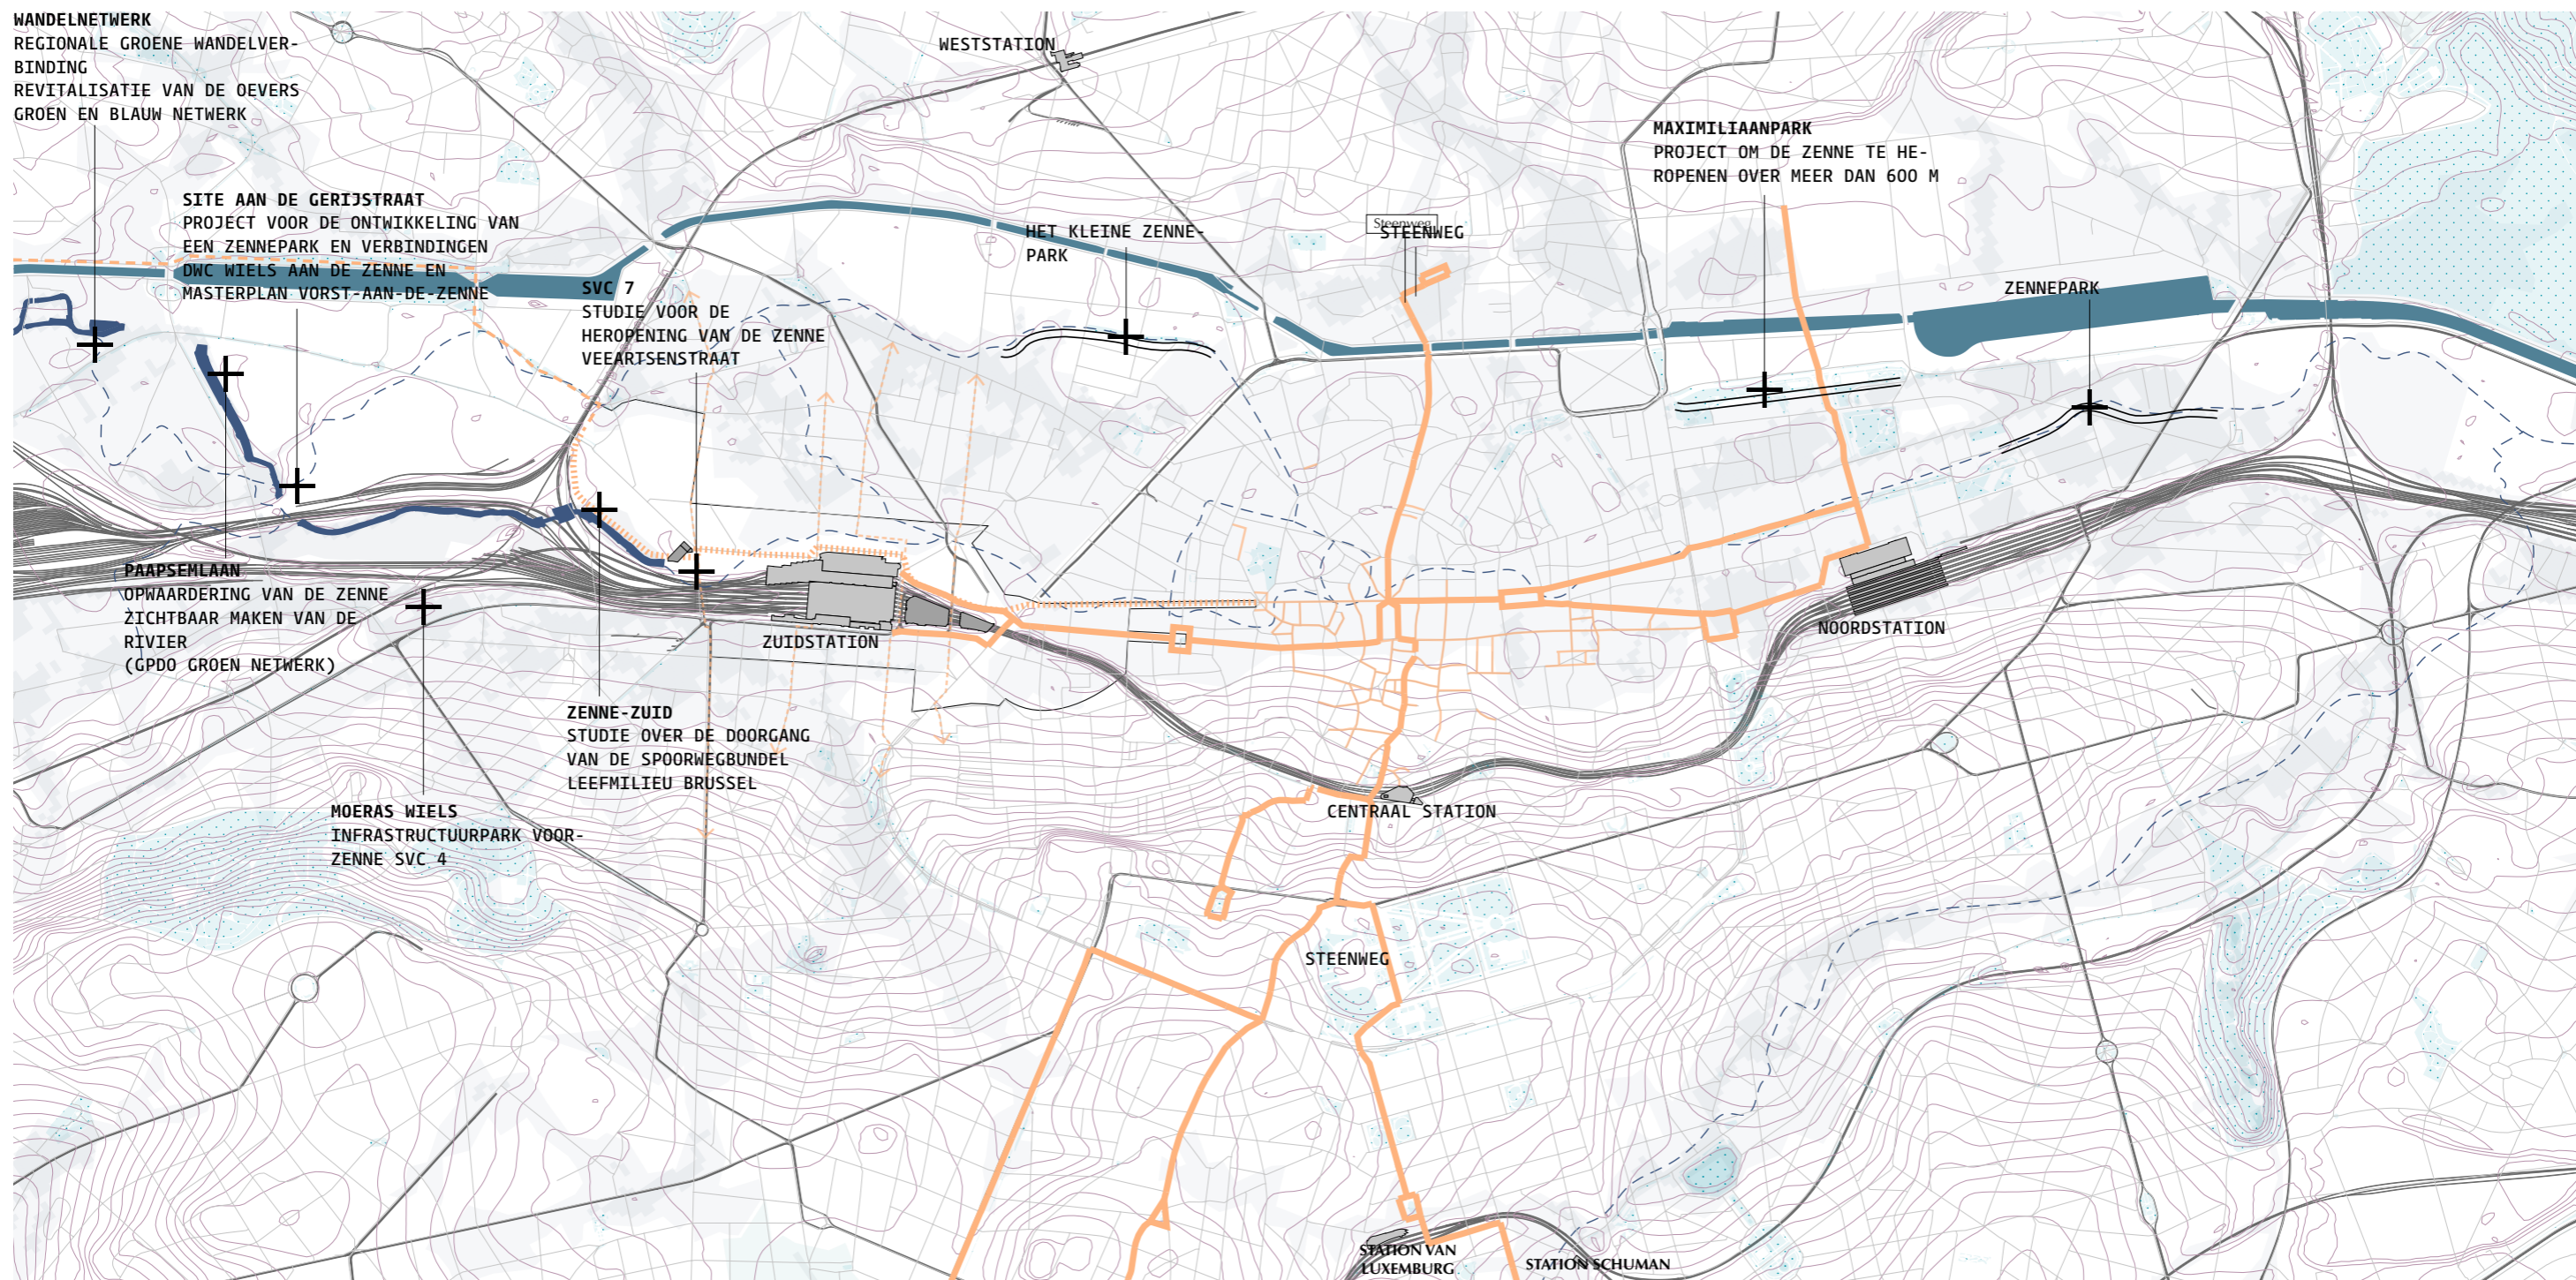 WANDELNETWERK
REGIONALE GROENE WANDELVER-
BINDING
REVITALISATIE VAN DE OEVERS
GROEN EN BLAUW NETWERK
WESTSTATION
MAXIMILIAANPARK
PROJECT OM DE ZENNE TE HE-
ROPENEN OVER MEER DAN 600 M
SITE AAN DE GERIJSTRAAT
PROJECT VOOR DE ONTWIKKELING VAN
EEN ZENNEPARK EN VERBINDINGEN
DWC WIELS AAN DE ZENNE EN
MASTERPLAN VORST-AAN-DE-ZENNE
HET KLEINE ZENNE-
PARK
Steenweg
STEENWEG
SVC 7
STUDIE VOOR DE
HEROPENING VAN DE ZENNE
VEEARTSENSTRAAT
ZENNEPARK
PAAPSEMLAAN
OPWAARDERING VAN DE ZENNE
ZICHTBAAR MAKEN VAN DE
RIVIER
(GPDO GROEN NETWERK)
ZUIDSTATION
NOORDSTATION
ZENNE-ZUID
STUDIE OVER DE DOORGANG
VAN DE SPOORWEGBUNDEL
LEEFMILIEU BRUSSEL
MOERAS WIELS
INFRASTRUCTUURPARK VOOR-
ZENNE SVC 4
CENTRAAL STATION
STEENWEG
STATION VAN
LUXEMBURG
STATION SCHUMAN